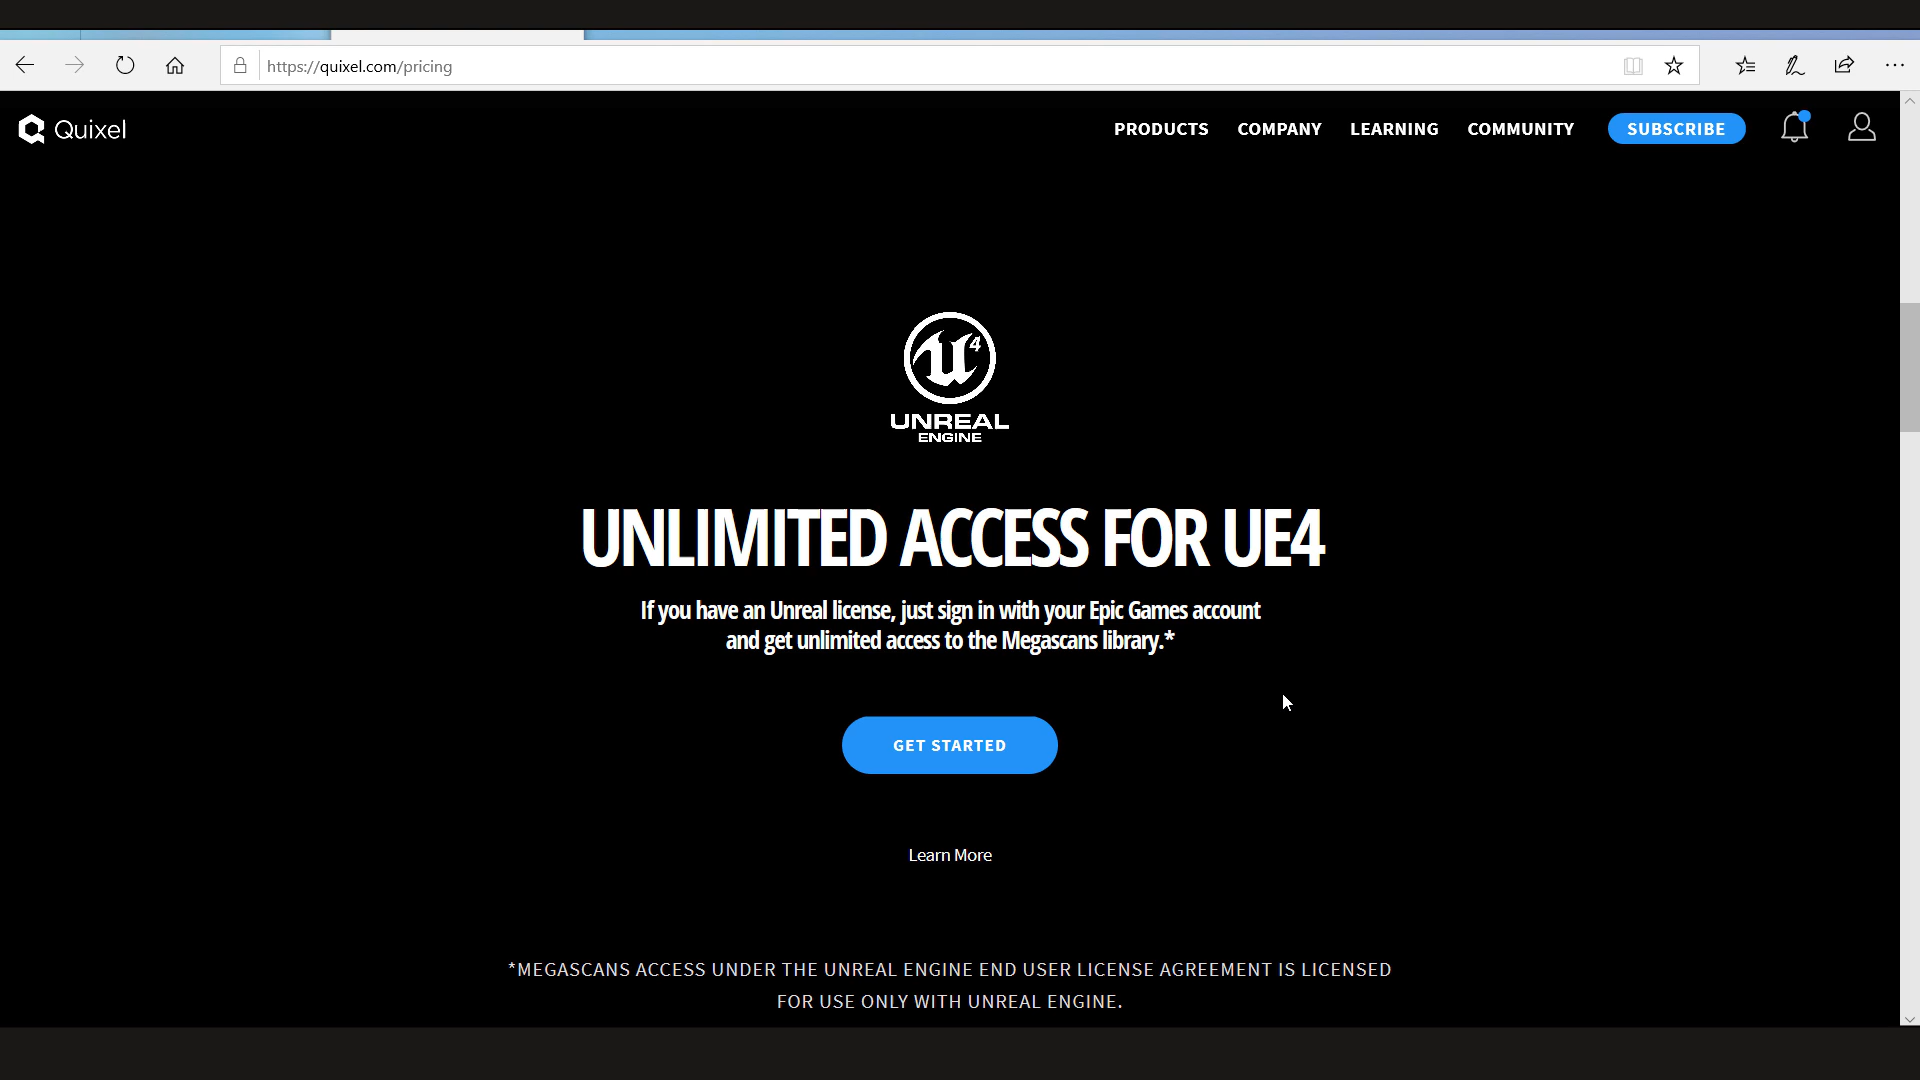 https://quixel.com/pricing
Quixel
PRODUCTS COMPANY LEARNING COMMUNITY SUBSCRIBE
U4
UNREAL
ENGINE
UNLIMITED ACCESS FOR UE4
If you have an Unreal license, just sign in with your Epic Games account
and get unlimited access to the Megascans library.*
GET STARTED
Learn More
*MEGASCANS ACCESS UNDER THE UNREAL ENGINE END USER LICENSE AGREEMENT IS LICENSED
FOR USE ONLY WITH UNREAL ENGINE.